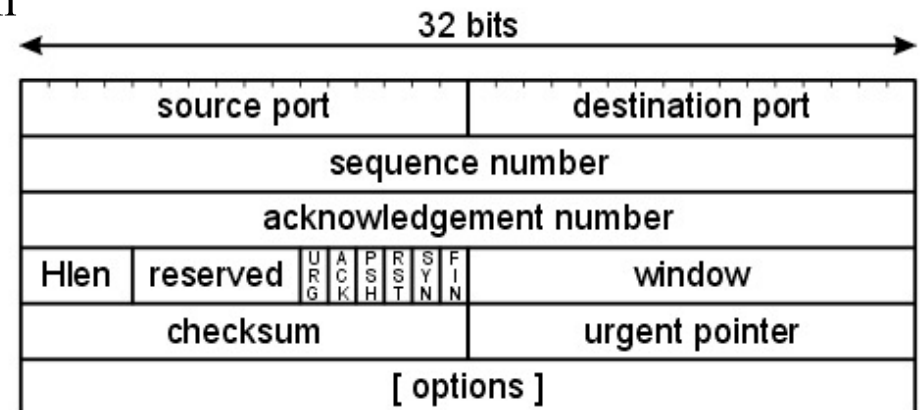 32 bits
source port destination port
sequence number
acknowledgement number
Hlen reserved URG ACK PSH RST SYN FIN window
checksum urgent pointer
[ options ]